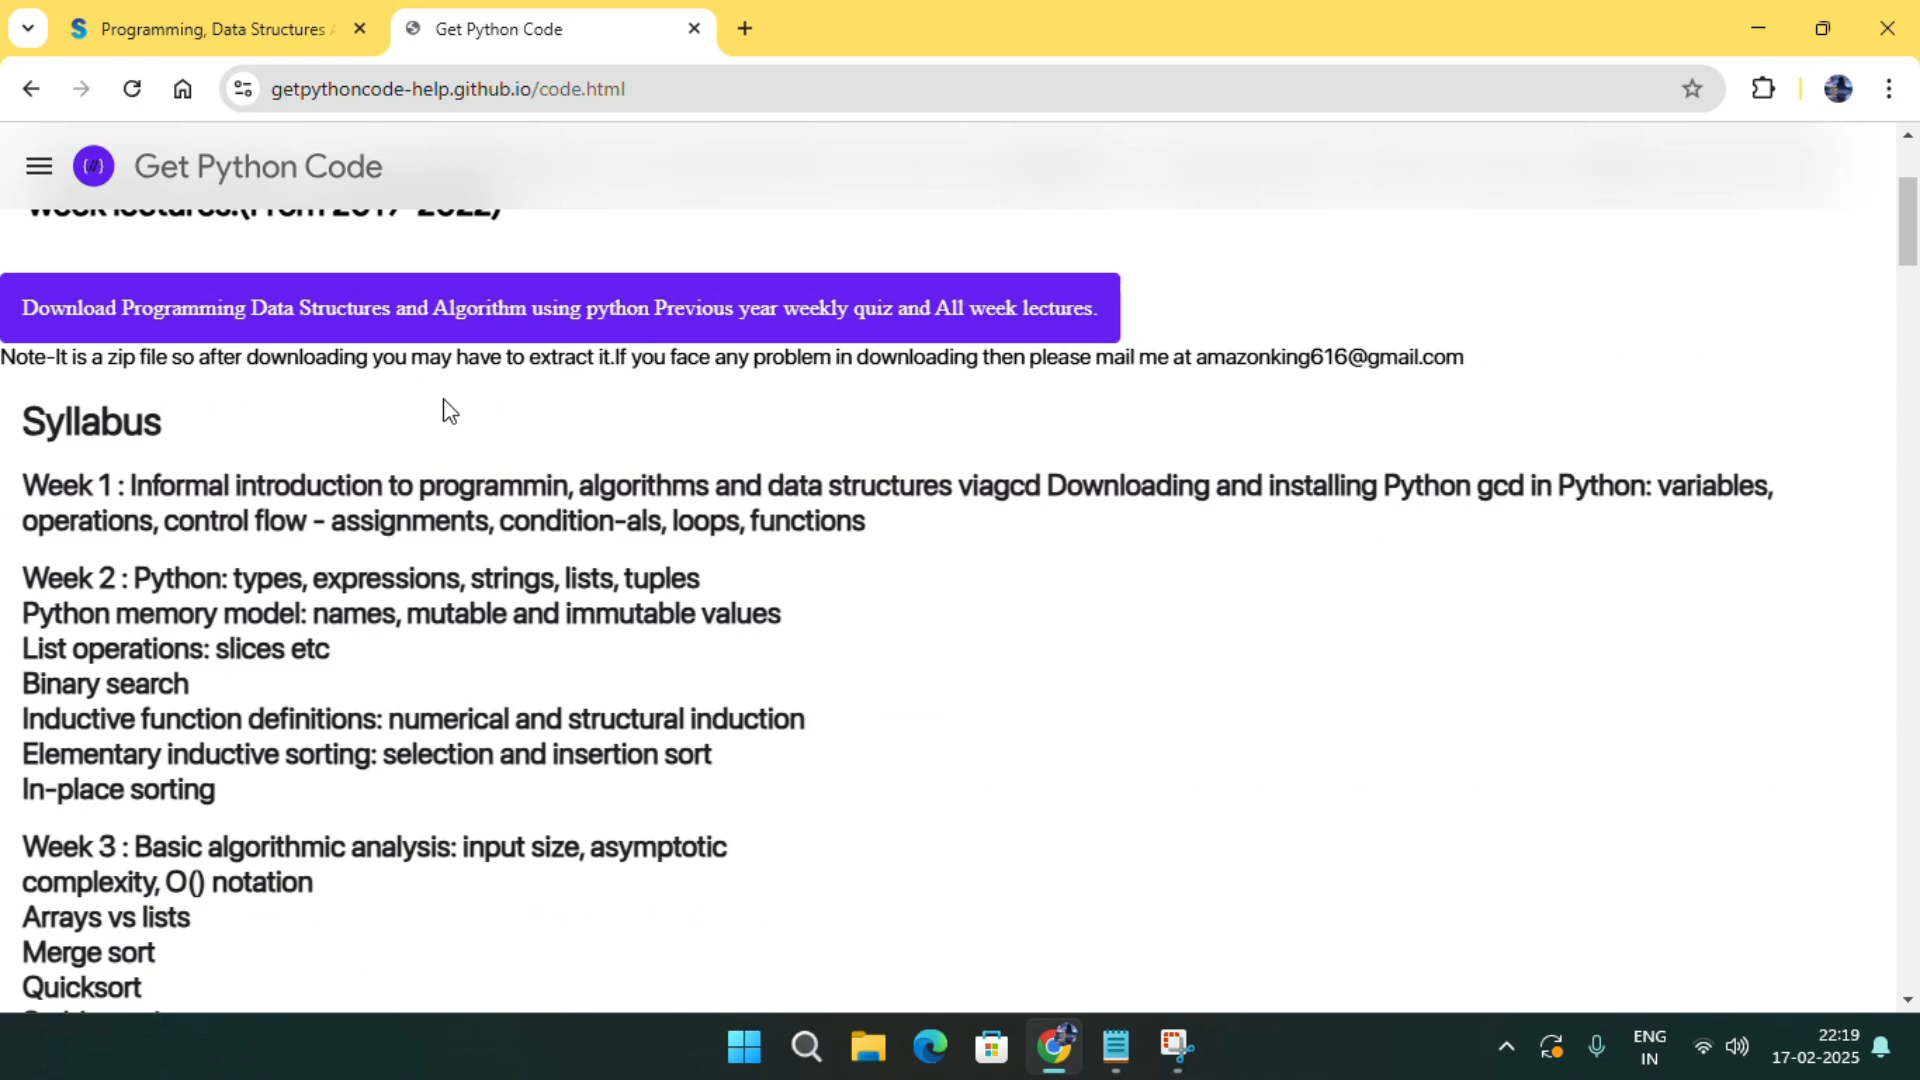 Programming, Data Structures
Get Python Code
getpythoncode-help.github.io/code.html
Get Python Code
week lectures.(From 2017-2022)
Download Programming Data Structures and Algorithm using python Previous year weekly quiz and All week lectures.
Note-It is a zip file so after downloading you may have to extract it.If you face any problem in downloading then please mail me at amazonking616@gmail.com
Syllabus
Week 1 : Informal introduction to programmin, algorithms and data structures viagcd Downloading and installing Python gcd in Python: variables,
operations, control flow - assignments, condition-als, loops, functions
Week 2 : Python: types, expressions, strings, lists, tuples
Python memory model: names, mutable and immutable values
List operations: slices etc
Binary search
Inductive function definitions: numerical and structural induction
Elementary inductive sorting: selection and insertion sort
In-place sorting
Week 3 : Basic algorithmic analysis: input size, asymptotic
complexity, O() notation
Arrays vs lists
Merge sort
Quicksort
ENG
IN
22:19
17-02-2025